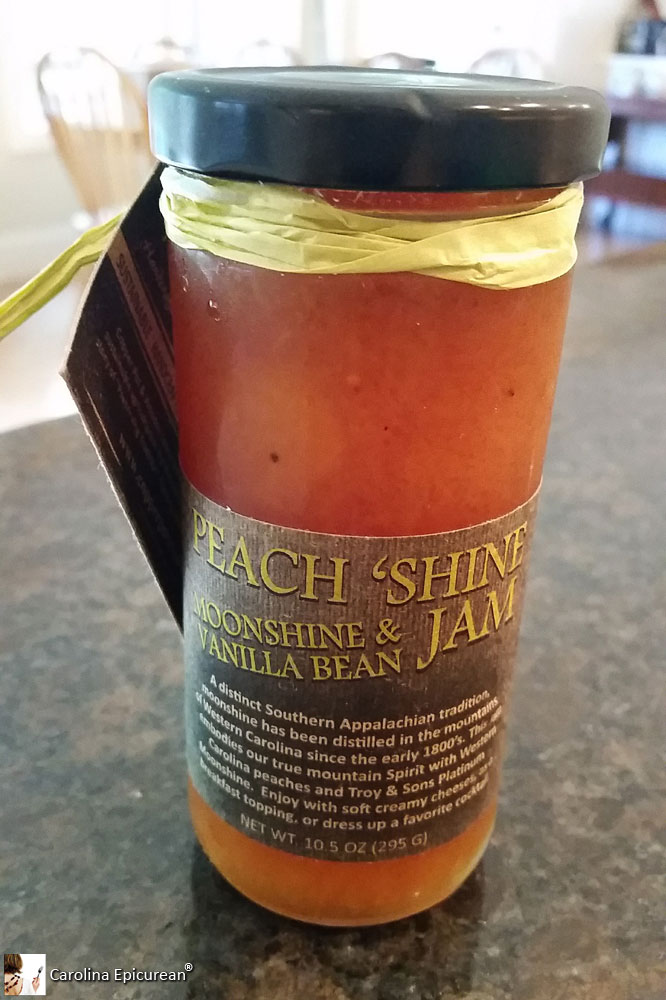 PEACH ‘SHINE
MOONSHINE &
VANILLA BEAN
JAM
A distinct Southern Appalachian tradition,
moonshine has been distilled in the mountains
of Western Carolina since the early 1800's. This
embodies our true mountain Spirit with Western
Carolina peaches and Troy & Sons Platinum
Moonshine. Enjoy with soft creamy cheeses,
breakfast topping, or dress up a favorite cocktail
NET WT. 10.5 OZ (295 G)
Carolina Epicurean®